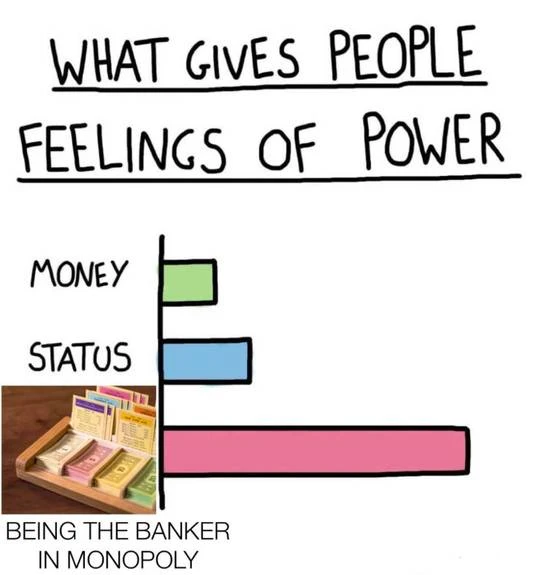 WHAT GIVES PEOPLE
FEELINGS OF POWER
MONEY
STATUS
BEING THE BANKER
IN MONOPOLY